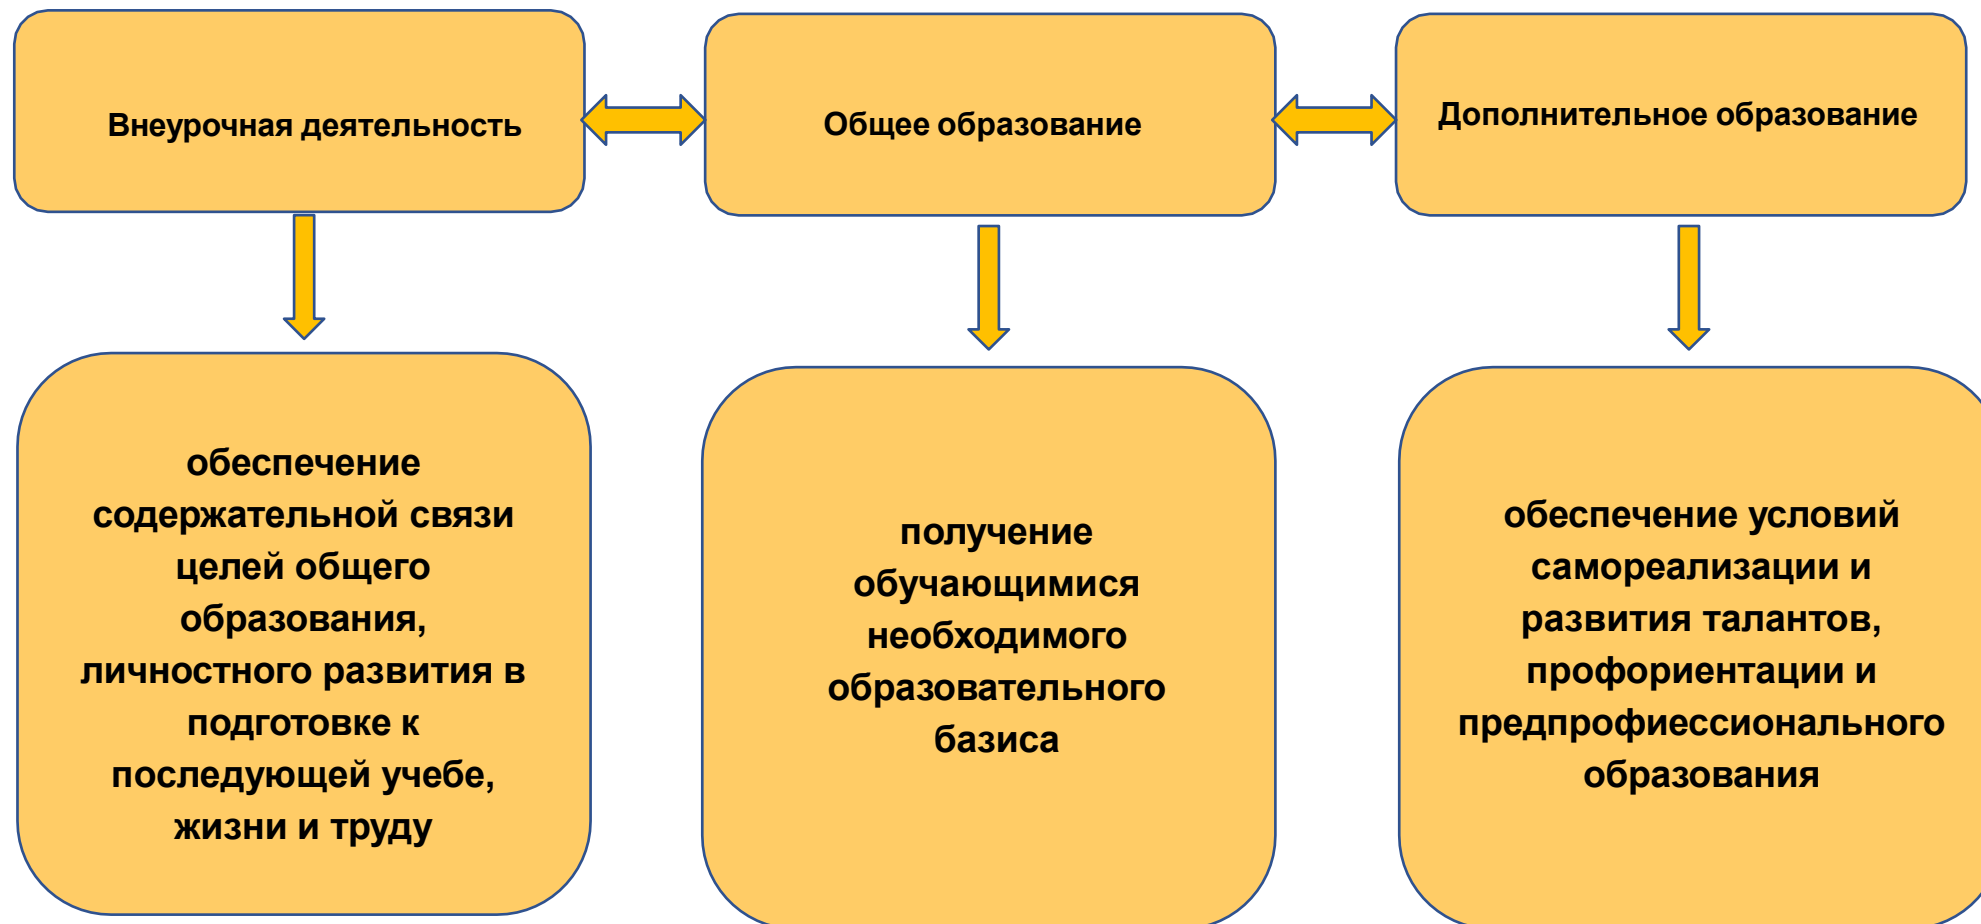 Внеурочная деятельность
Общее образование
Дополнительное образование
обеспечение
содержательной связи
целей общего
образования,
личностного развития в
подготовке к
последующей учебе,
жизни и труду
получение
обучающимися
необходимого
образовательного
базиса
обеспечение условий
самореализации и
развития талантов,
профориентации и
предпрофиессионального
образования